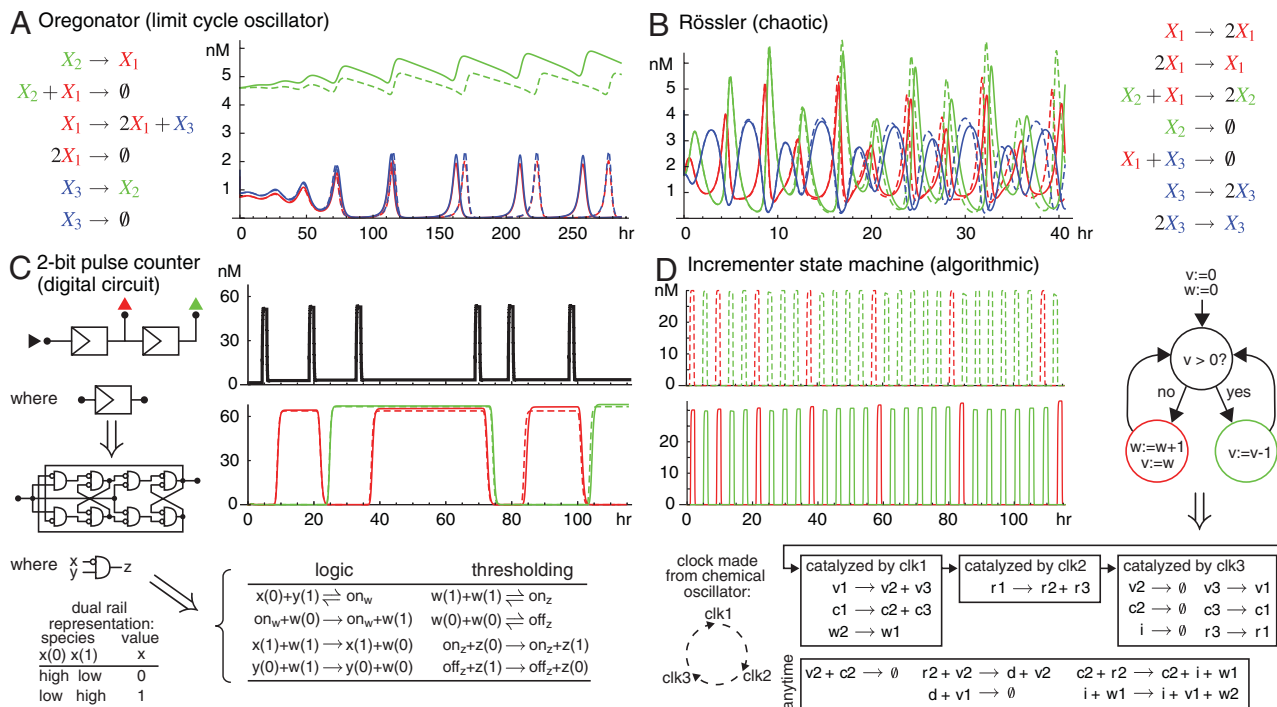 A Oregonator (limit cycle oscillator)
X2 → X1
X2 + X1 → ∅
X1 → 2X1 + X3
2X1 → ∅
X3 → X2
X3 → ∅
nM
5
4
3
2
1
0 50 100 150 200 250 hr
B Rössler (chaotic)
nM
5
4
3
2
1
0 10 20 30 40 hr
X1 → 2X1
2X1 → X1
X2 + X1 → 2X2
X2 → ∅
X1 + X3 → ∅
X3 → 2X3
2X3 → X3
C 2-bit pulse counter
(digital circuit)
where
where x y z
dual rail
representation:
species value
x(0) x(1) x
high low 0
low high 1
nM
60
30
0
60
30
0
0 20 40 60 80 100 hr
logic thresholding
x(0)+y(1) ⇌ onw w(1)+w(1) ⇌ onz
onw+w(0) → onw+w(1) w(0)+w(0) ⇌ offz
x(1)+w(1) → x(1)+w(0) onz+z(0) → onz+z(1)
y(0)+w(1) → y(0)+w(0) offz+z(1) → offz+z(0)
D Incrementer state machine (algorithmic)
nM
20
10
0
20
10
0
0 20 40 60 80 100 hr
v:=0
w:=0
v > 0?
no yes
w:=w+1
v:=w
v:=v-1
clock made
from chemical
oscillator:
clk1
clk3 clk2
catalyzed by clk1
v1 → v2 + v3
c1 → c2 + c3
w2 → w1
catalyzed by clk2
r1 → r2 + r3
catalyzed by clk3
v2 → ∅ v3 → v1
c2 → ∅ c3 → c1
i → ∅ r3 → r1
anytime
v2 + c2 → ∅ r2 + v2 → d + v2 c2 + r2 → c2 + i + w1
d + v1 → ∅ i + w1 → i + v1 + w2